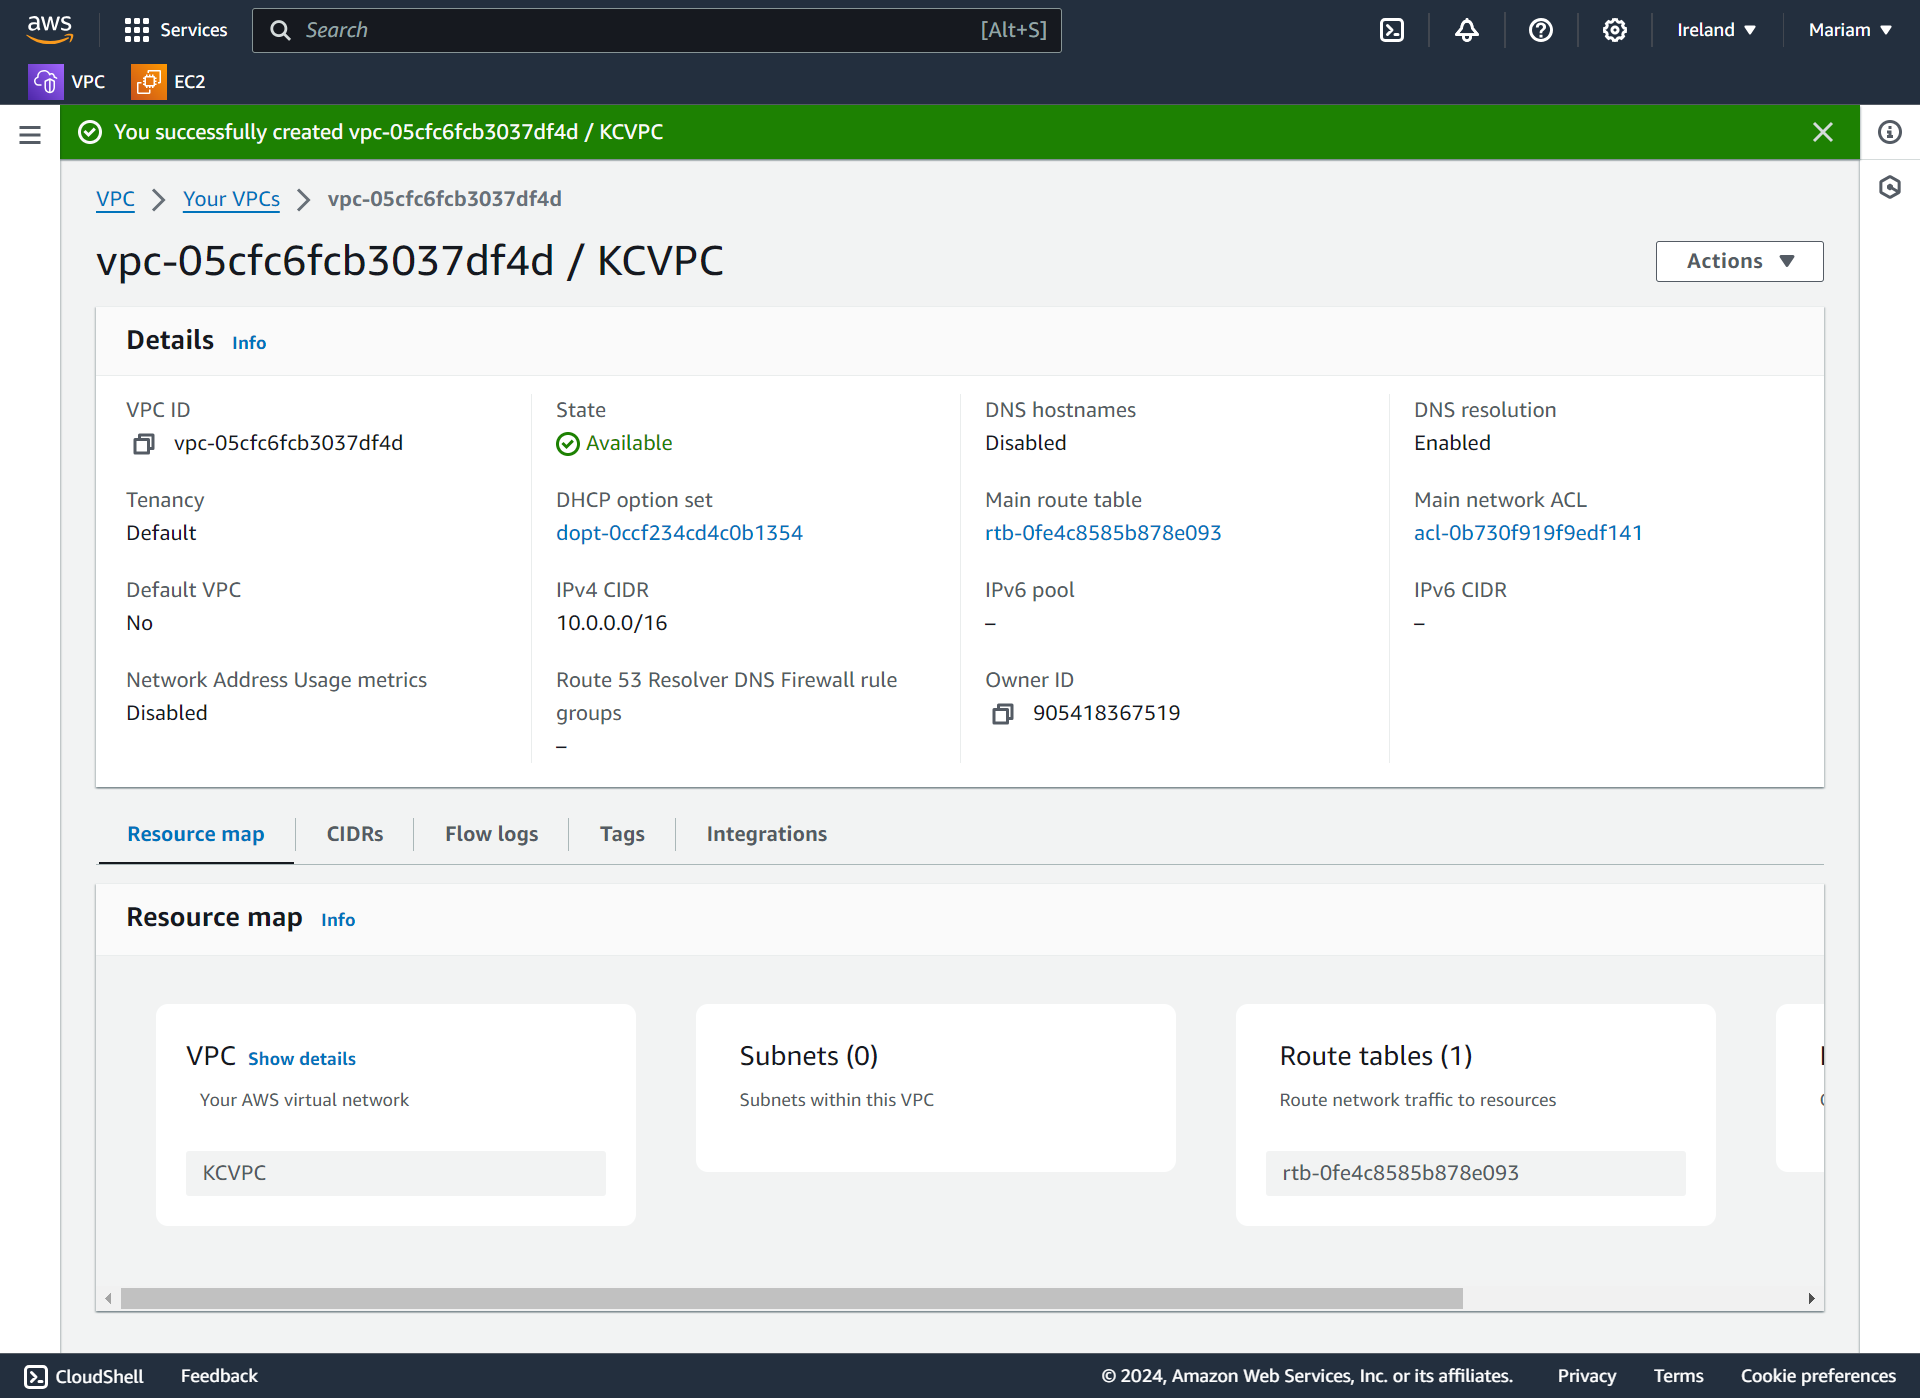 aws
Services
Search
[Alt+S]
Ireland
Mariam
VPC
EC2
You successfully created vpc-05cfc6fcb3037df4d / KCVPC
VPC
Your VPCs
vpc-05cfc6fcb3037df4d
vpc-05cfc6fcb3037df4d / KCVPC
Actions
Details Info
VPC ID
vpc-05cfc6fcb3037df4d
State
Available
DNS hostnames
Disabled
DNS resolution
Enabled
Tenancy
Default
DHCP option set
dopt-0ccf234cd4c0b1354
Main route table
rtb-0fe4c8585b878e093
Main network ACL
acl-0b730f919f9edf141
Default VPC
No
IPv4 CIDR
10.0.0.0/16
IPv6 pool
–
IPv6 CIDR
–
Network Address Usage metrics
Disabled
Route 53 Resolver DNS Firewall rule
groups
–
Owner ID
905418367519
Resource map
CIDRs
Flow logs
Tags
Integrations
Resource map Info
VPC Show details
Your AWS virtual network
KCVPC
Subnets (0)
Subnets within this VPC
Route tables (1)
Route network traffic to resources
rtb-0fe4c8585b878e093
CloudShell
Feedback
© 2024, Amazon Web Services, Inc. or its affiliates.
Privacy
Terms
Cookie preferences